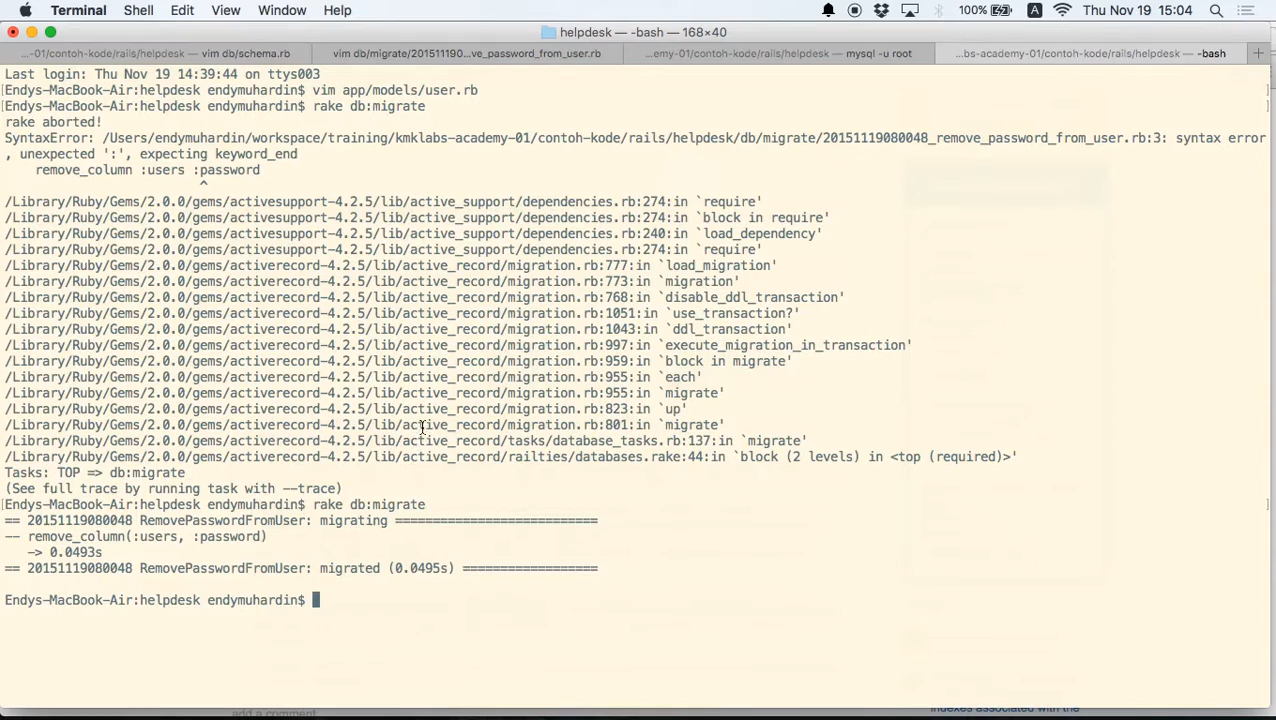 Terminal Shell Edit View Window Help 100% A Thu Nov 19 15:04
helpdesk — -bash — 168×40
...-01/contoh-kode/rails/helpdesk — vim db/schema.rb vim db/migrate/201511190...ve_password_from_user.rb ...emy-01/contoh-kode/rails/helpdesk — mysql -u root ...bs-academy-01/contoh-kode/rails/helpdesk — -bash +
Last login: Thu Nov 19 14:39:44 on ttys003
[Endys-MacBook-Air:helpdesk endymuhardin$ vim app/models/user.rb ]
[Endys-MacBook-Air:helpdesk endymuhardin$ rake db:migrate ]
rake aborted!
SyntaxError: /Users/endymuhardin/workspace/training/kmklabs-academy-01/contoh-kode/rails/helpdesk/db/migrate/20151119080048_remove_password_from_user.rb:3: syntax error
, unexpected ':', expecting keyword_end
remove_column :users :password
^
/Library/Ruby/Gems/2.0.0/gems/activesupport-4.2.5/lib/active_support/dependencies.rb:274:in `require'
/Library/Ruby/Gems/2.0.0/gems/activesupport-4.2.5/lib/active_support/dependencies.rb:274:in `block in require'
/Library/Ruby/Gems/2.0.0/gems/activesupport-4.2.5/lib/active_support/dependencies.rb:240:in `load_dependency'
/Library/Ruby/Gems/2.0.0/gems/activesupport-4.2.5/lib/active_support/dependencies.rb:274:in `require'
/Library/Ruby/Gems/2.0.0/gems/activerecord-4.2.5/lib/active_record/migration.rb:777:in `load_migration'
/Library/Ruby/Gems/2.0.0/gems/activerecord-4.2.5/lib/active_record/migration.rb:773:in `migration'
/Library/Ruby/Gems/2.0.0/gems/activerecord-4.2.5/lib/active_record/migration.rb:768:in `disable_ddl_transaction'
/Library/Ruby/Gems/2.0.0/gems/activerecord-4.2.5/lib/active_record/migration.rb:1051:in `use_transaction?'
/Library/Ruby/Gems/2.0.0/gems/activerecord-4.2.5/lib/active_record/migration.rb:1043:in `ddl_transaction'
/Library/Ruby/Gems/2.0.0/gems/activerecord-4.2.5/lib/active_record/migration.rb:997:in `execute_migration_in_transaction'
/Library/Ruby/Gems/2.0.0/gems/activerecord-4.2.5/lib/active_record/migration.rb:959:in `block in migrate'
/Library/Ruby/Gems/2.0.0/gems/activerecord-4.2.5/lib/active_record/migration.rb:955:in `each'
/Library/Ruby/Gems/2.0.0/gems/activerecord-4.2.5/lib/active_record/migration.rb:955:in `migrate'
/Library/Ruby/Gems/2.0.0/gems/activerecord-4.2.5/lib/active_record/migration.rb:823:in `up'
/Library/Ruby/Gems/2.0.0/gems/activerecord-4.2.5/lib/active_record/migration.rb:801:in `migrate'
/Library/Ruby/Gems/2.0.0/gems/activerecord-4.2.5/lib/active_record/tasks/database_tasks.rb:137:in `migrate'
/Library/Ruby/Gems/2.0.0/gems/activerecord-4.2.5/lib/active_record/railties/databases.rake:44:in `block (2 levels) in <top (required)>'
Tasks: TOP => db:migrate
(See full trace by running task with --trace)
[Endys-MacBook-Air:helpdesk endymuhardin$ rake db:migrate ]
== 20151119080048 RemovePasswordFromUser: migrating ===========================
-- remove_column(:users, :password)
-> 0.0493s
== 20151119080048 RemovePasswordFromUser: migrated (0.0495s) ==================
Endys-MacBook-Air:helpdesk endymuhardin$
add a comment
indexes associated with the